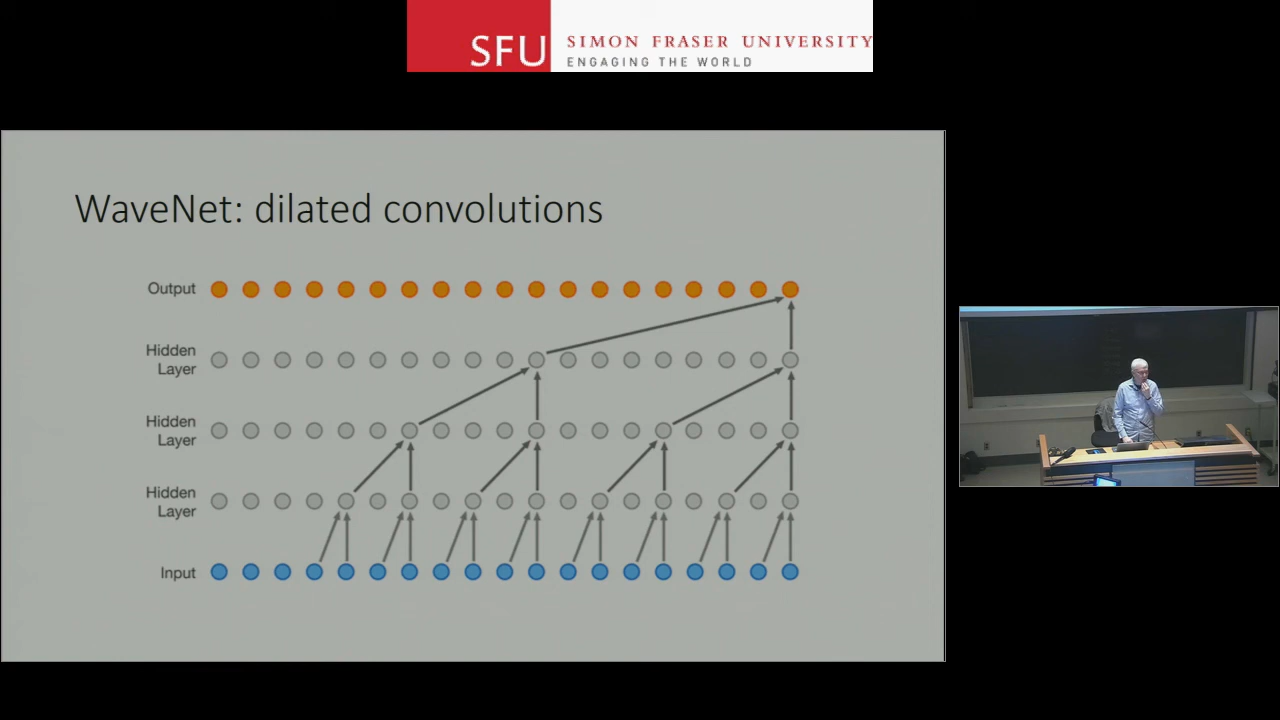 SFU SIMON FRASER UNIVERSITY
ENGAGING THE WORLD
WaveNet: dilated convolutions
Output
Hidden
Layer
Hidden
Layer
Hidden
Layer
Input